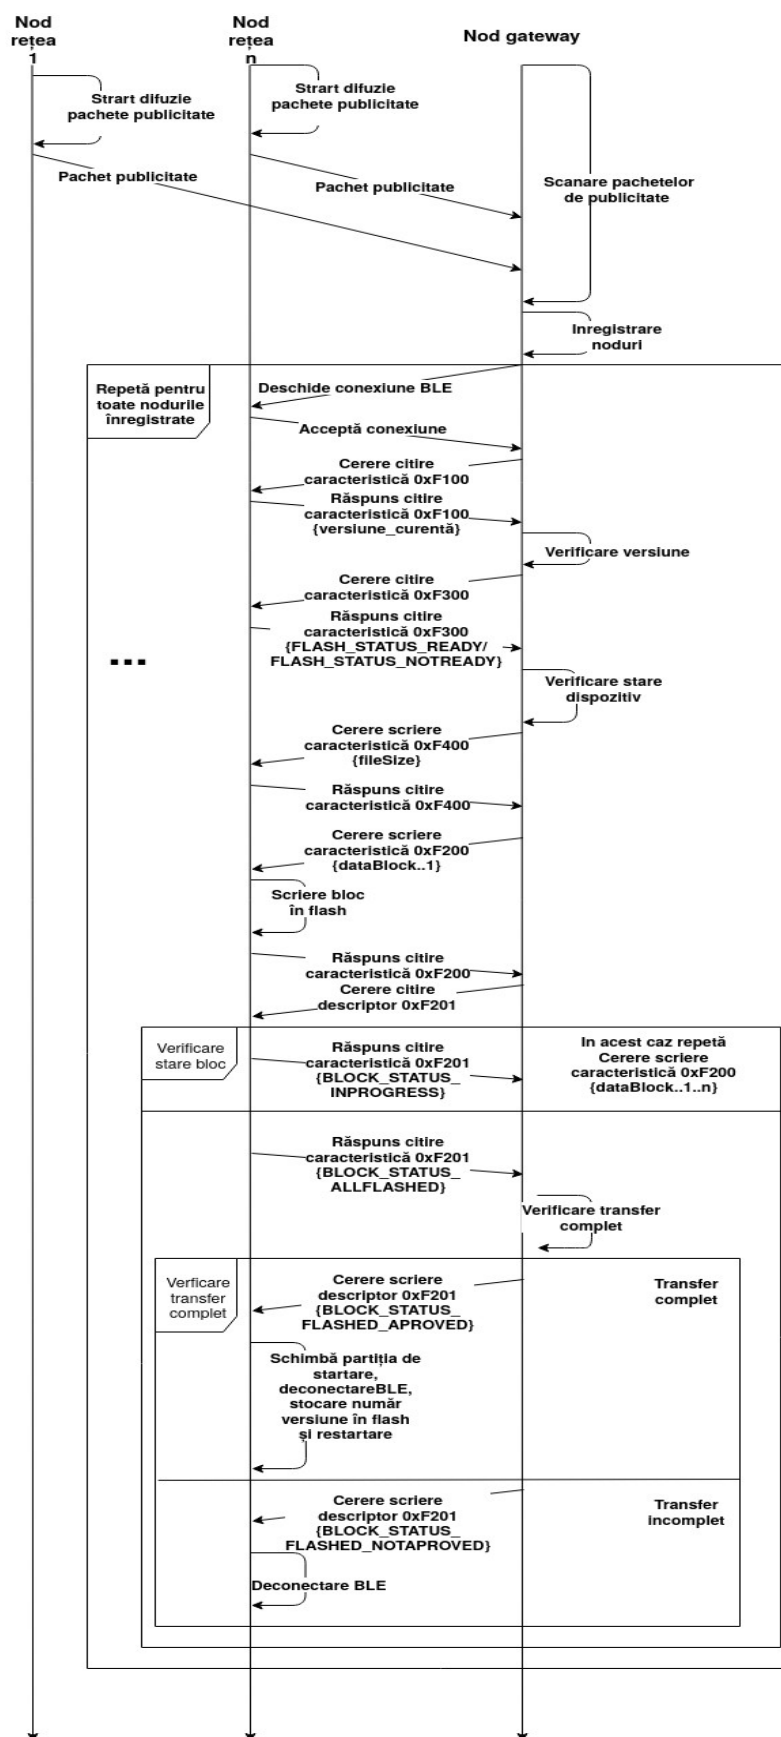 Nod
rețea
1
Nod
rețea
n
Nod gateway
Strart difuzie
pachete publicitate
Strart difuzie
pachete publicitate
Pachet publicitate
Pachet publicitate
Scanare pachetelor
de publicitate
Inregistrare
noduri
Repetă pentru
toate nodurile
înregistrate
Deschide conexiune BLE
Acceptă conexiune
Cerere citire
caracteristică 0xF100
Răspuns citire
caracteristică 0xF100
{versiune_curentă}
Verificare versiune
Cerere citire
caracteristică 0xF300
Răspuns citire
caracteristică 0xF300
{FLASH_STATUS_READY/
FLASH_STATUS_NOTREADY}
...
Verificare stare
dispozitiv
Cerere scriere
caracteristică 0xF400
{fileSize}
Răspuns citire
caracteristică 0xF400
Cerere scriere
caracteristică 0xF200
{dataBlock..1}
Scriere bloc
în flash
Răspuns citire
caracteristică 0xF200
Cerere citire
descriptor 0xF201
Verificare
stare bloc
Răspuns citire
caracteristică 0xF201
{BLOCK_STATUS_
INPROGRESS}
In acest caz repetă
Cerere scriere
caracteristică 0xF200
{dataBlock..1..n}
Răspuns citire
caracteristică 0xF201
{BLOCK_STATUS_
ALLFLASHED}
Verificare transfer
complet
Verficare
transfer
complet
Cerere scriere
descriptor 0xF201
{BLOCK_STATUS_
FLASHED_APROVED}
Transfer
complet
Schimbă partiția de
startare,
deconectareBLE,
stocare număr
versiune în flash
și restartare
Cerere scriere
descriptor 0xF201
{BLOCK_STATUS_
FLASHED_NOTAPROVED}
Transfer
incomplet
Deconectare BLE